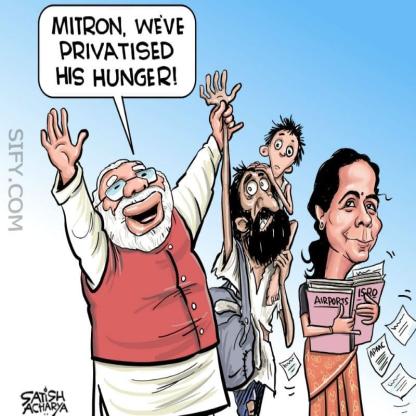 MITRON, WE'VE
PRIVATISED
HIS HUNGER!
SIFY.COM
AIRPORTS
ISRO
APMC
SATISH
ACHARYA